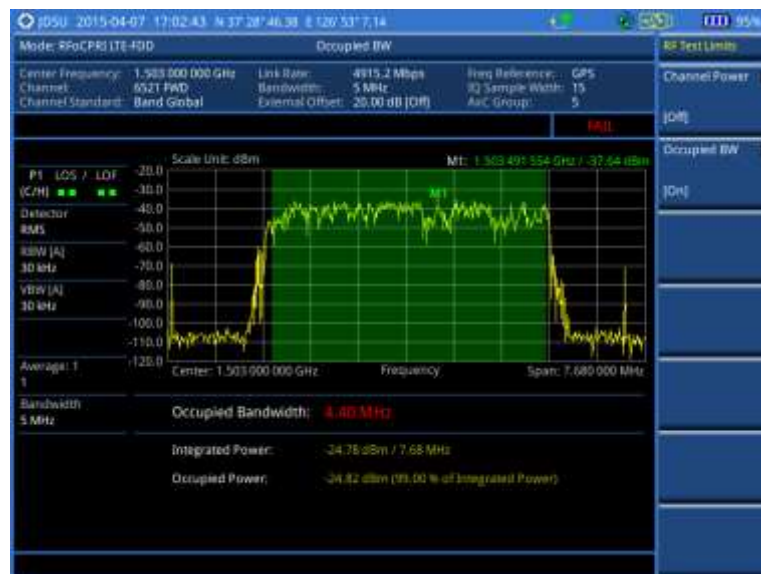 JDSU 2015-04-07 17:02:43 N 37° 28' 46.38 E 126° 53' 7.14 95%
Mode: RFoCPRI LTE-FDD Occupied BW
Center Frequency: 1.503 000 000 GHz Link Rate: 4915.2 Mbps Freq Reference: GPS
Channel: 6521 FWD Bandwidth: 5 MHz IQ Sample Width: 15
Channel Standard: Band Global External Offset: 20.00 dB [Off] AxC Group: 5
FAIL
RF Test Limits
Channel Power
[Off]
Occupied BW
[On]
Scale Unit: dBm M1: 1.503 491 554 GHz / -37.64 dBm
P1 LOS / LOF
(C/H)
Detector
RMS
RBW [A]
30 kHz
VBW [A]
30 kHz
Average: 1
1
Bandwidth
5 MHz
-20.0
-30.0
-40.0
-50.0
-60.0
-70.0
-80.0
-90.0
-100.0
-110.0
-120.0
M1
Center: 1.503 000 000 GHz Frequency Span: 7.680 000 MHz
Occupied Bandwidth: 4.40 MHz
Integrated Power: -24.78 dBm / 7.68 MHz
Occupied Power: -24.82 dBm (99.00 % of Integrated Power)